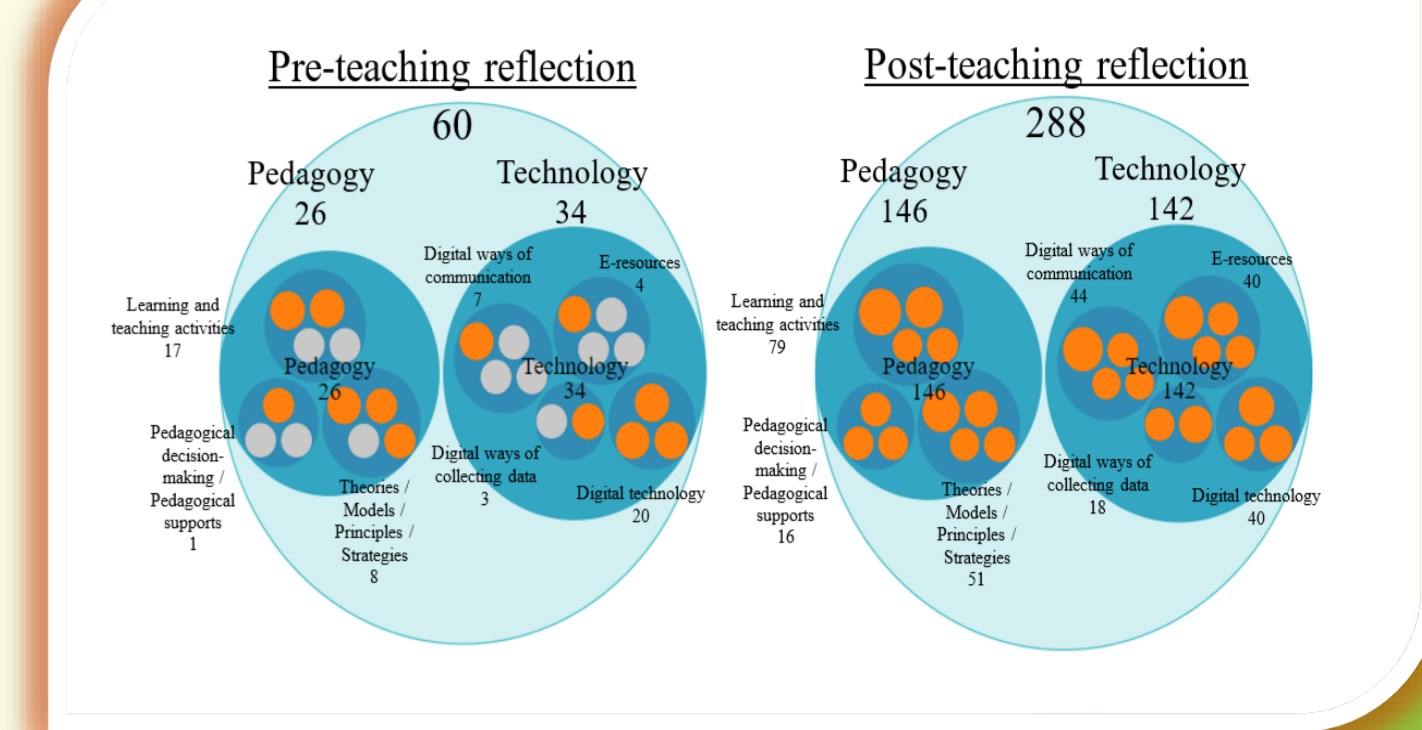 Pre-teaching reflection
60
Pedagogy
26
Technology
34
Digital ways of
communication
7
E-resources
4
Learning and
teaching activities
17
Pedagogy
26
Technology
34
Pedagogical
decision-
making /
Pedagogical
supports
1
Theories /
Models /
Principles /
Strategies
8
Digital ways of
collecting data
3
Digital technology
20
Post-teaching reflection
288
Pedagogy
146
Technology
142
Digital ways of
communication
44
E-resources
40
Learning and
teaching activities
79
Pedagogy
146
Technology
142
Pedagogical
decision-
making /
Pedagogical
supports
16
Theories /
Models /
Principles /
Strategies
51
Digital ways of
collecting data
18
Digital technology
40